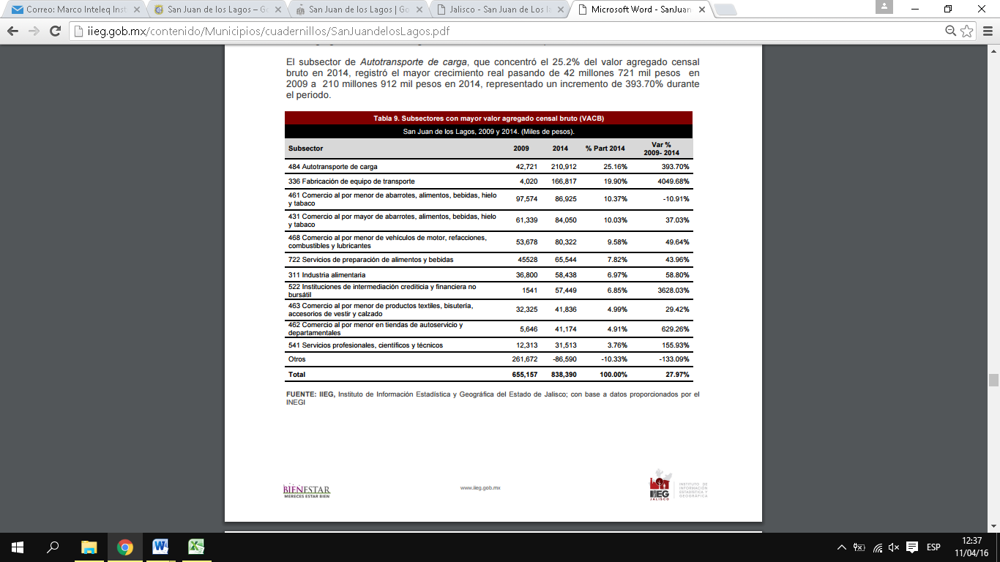 Correo: Marco Inteleq Inst
San Juan de los Lagos – Go
San Juan de los Lagos | Go
Jalisco - San Juan de Los
Microsoft Word - SanJuan
iieg.gob.mx/contenido/Municipios/cuadernillos/SanJuandelosLagos.pdf
El subsector de Autotransporte de carga, que concentró el 25.2% del valor agregado censal
bruto en 2014, registró el mayor crecimiento real pasando de 42 millones 721 mil pesos en
2009 a 210 millones 912 mil pesos en 2014, representado un incremento de 393.70% durante
el periodo.
Tabla 9. Subsectores con mayor valor agregado censal bruto (VACB)
San Juan de los Lagos, 2009 y 2014. (Miles de pesos).
Subsector 2009 2014 % Part 2014 Var %
2009- 2014
484 Autotransporte de carga 42,721 210,912 25.16% 393.70%
336 Fabricación de equipo de transporte 4,020 166,817 19.90% 4049.68%
461 Comercio al por menor de abarrotes, alimentos, bebidas, hielo
y tabaco 97,574 86,925 10.37% -10.91%
431 Comercio al por mayor de abarrotes, alimentos, bebidas, hielo
y tabaco 61,339 84,050 10.03% 37.03%
468 Comercio al por menor de vehículos de motor, refacciones,
combustibles y lubricantes 53,678 80,322 9.58% 49.64%
722 Servicios de preparación de alimentos y bebidas 45528 65,544 7.82% 43.96%
311 Industria alimentaria 36,800 58,438 6.97% 58.80%
522 Instituciones de intermediación crediticia y financiera no
bursátil 1541 57,449 6.85% 3628.03%
463 Comercio al por menor de productos textiles, bisutería,
accesorios de vestir y calzado 32,325 41,836 4.99% 29.42%
462 Comercio al por menor en tiendas de autoservicio y
departamentales 5,646 41,174 4.91% 629.26%
541 Servicios profesionales, científicos y técnicos 12,313 31,513 3.76% 155.93%
Otros 261,672 -86,590 -10.33% -133.09%
Total 655,157 838,390 100.00% 27.97%
FUENTE: IIEG, Instituto de Información Estadística y Geográfica del Estado de Jalisco; con base a datos proporcionados por el
INEGI
BIENESTAR
MERECES ESTAR BIEN
www.iieg.gob.mx
IIEG
JALISCO
INSTITUTO DE
INFORMACIÓN
ESTADÍSTICA Y
GEOGRÁFICA
ESP
12:37
11/04/16